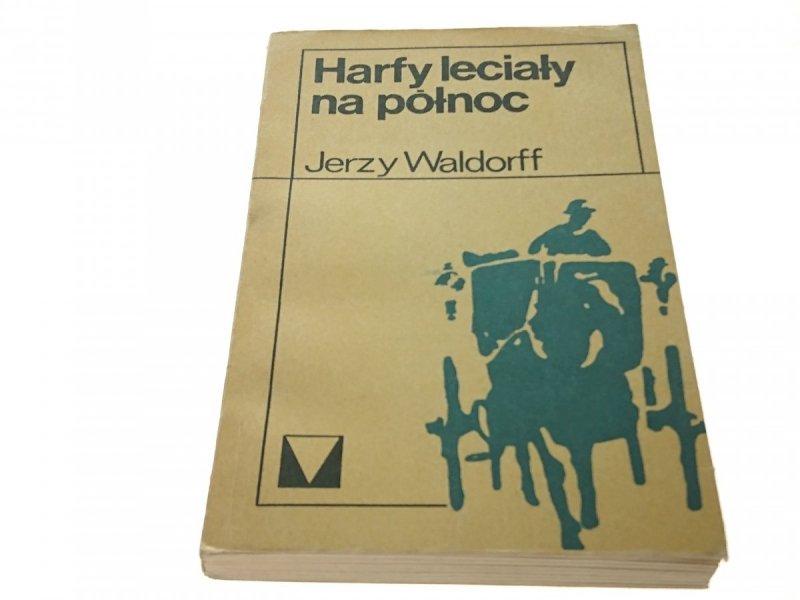 Harfy leciały
na północ
Jerzy Waldorff